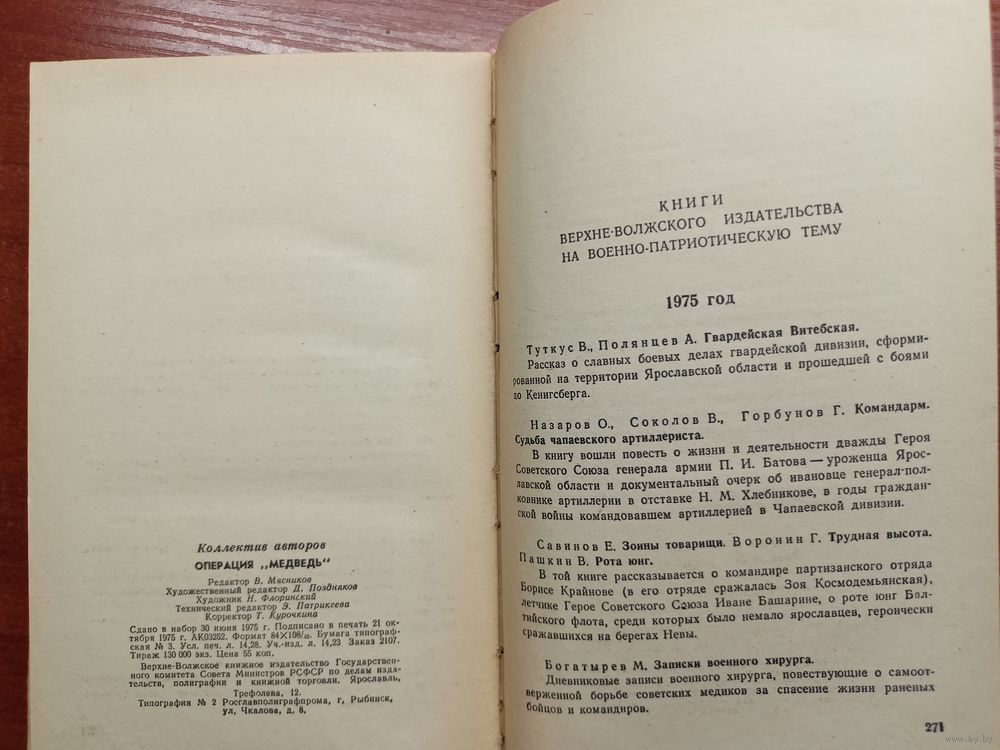 Коллектив авторов
ОПЕРАЦИЯ „МЕДВЕДЬ"
Редактор В. Мясников
Художественный редактор Д. Поздняков
Художник Н. Флоринский
Технический редактор Э. Патрикеева
Корректор Т. Курочкина
Сдано в набор 30 июня 1975 г. Подписано в печать 21 ок-
тября 1975 г. АК03252. Формат 84×108/32. Бумага типограф-
ская № 3. Усл. печ. л. 14,28. Уч.-изд. л. 14,23 Заказ 2107.
Тираж 130 000 экз. Цена 55 коп.
Верхне-Волжское книжное издательство Государствен-
ного комитета Совета Министров РСФСР по делам изда-
тельств, полиграфии и книжной торговли. Ярославль,
Трефолева, 12.
Типография № 2 Росглавполиграфпрома, г. Рыбинск,
ул. Чкалова, д. 8.
КНИГИ
ВЕРХНЕ-ВОЛЖСКОГО ИЗДАТЕЛЬСТВА
НА ВОЕННО-ПАТРИОТИЧЕСКУЮ ТЕМУ
1975 год
Туткус В., Полянцев А. Гвардейская Витебская.
Рассказ о славных боевых делах гвардейской дивизии, сформи-
рованной на территории Ярославской области и прошедшей с боями
до Кенигсберга.
Назаров О., Соколов В., Горбунов Г. Командарм.
Судьба чапаевского артиллериста.
В книгу вошли повесть о жизни и деятельности дважды Героя
Советского Союза генерала армии П. И. Батова — уроженца Ярос-
лавской области и документальный очерк об ивановце генерал-пол-
ковнике артиллерии в отставке Н. М. Хлебникове, в годы граждан-
ской войны командовавшем артиллерией в Чапаевской дивизии.
Савинов Е. Зоины товарищи. Воронин Г. Трудная высота.
Пашкин В. Рота юнг.
В той книге рассказывается о командире партизанского отряда
Борисе Крайнове (в его отряде сражалась Зоя Космодемьянская),
летчике Герое Советского Союза Иване Башарине, о роте юнг Бал-
тийского флота, среди которых было немало ярославцев, героически
сражавшихся на берегах Невы.
Богатырев М. Записки военного хирурга.
Дневниковые записи военного хирурга, повествующие о самоот-
верженной борьбе советских медиков за спасение жизни раненых
бойцов и командиров.
271
www.ay.by